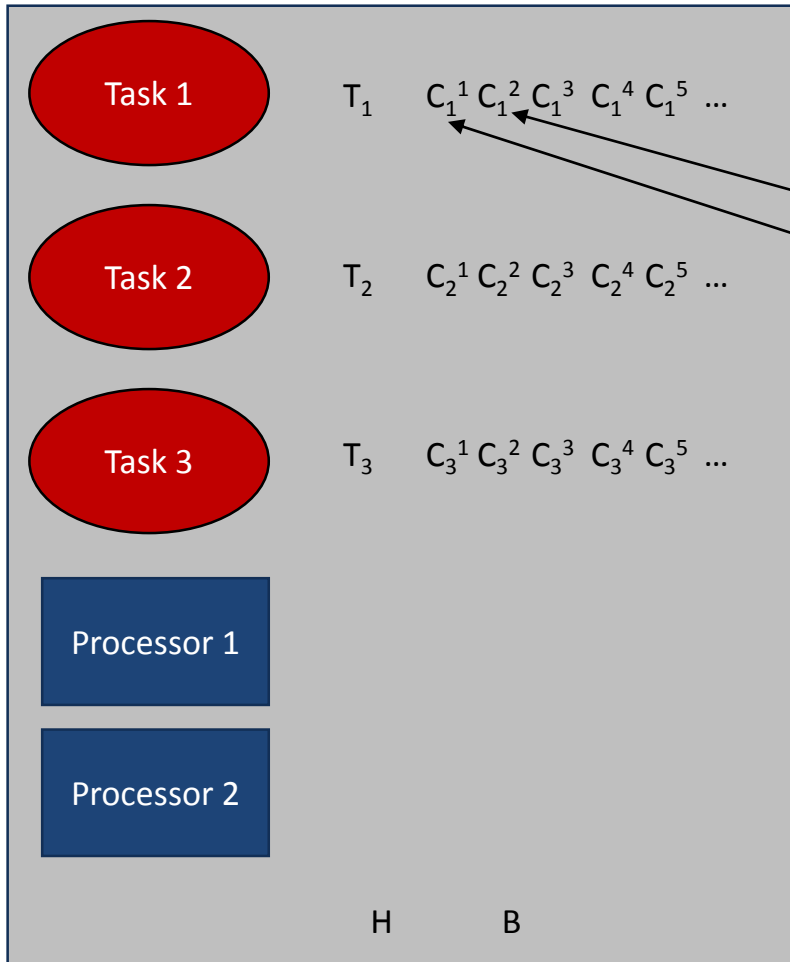 Task 1 T₁ C₁¹ C₁² C₁³ C₁⁴ C₁⁵ ...
Task 2 T₂ C₂¹ C₂² C₂³ C₂⁴ C₂⁵ ...
Task 3 T₃ C₃¹ C₃² C₃³ C₃⁴ C₃⁵ ...
Processor 1
Processor 2
H B